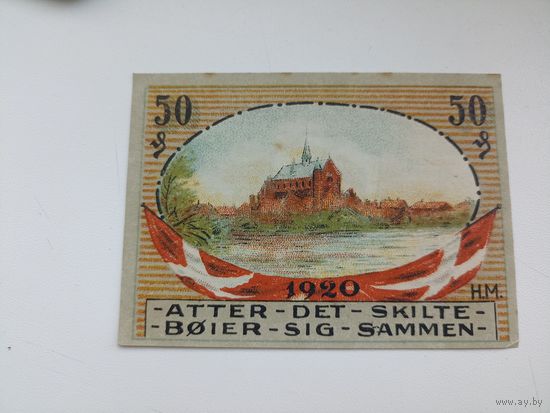 50 50
1920
H.M.
-ATTER-DET-SKILTE-
-BØIER-SIG-SAMMEN-
www.ay.by